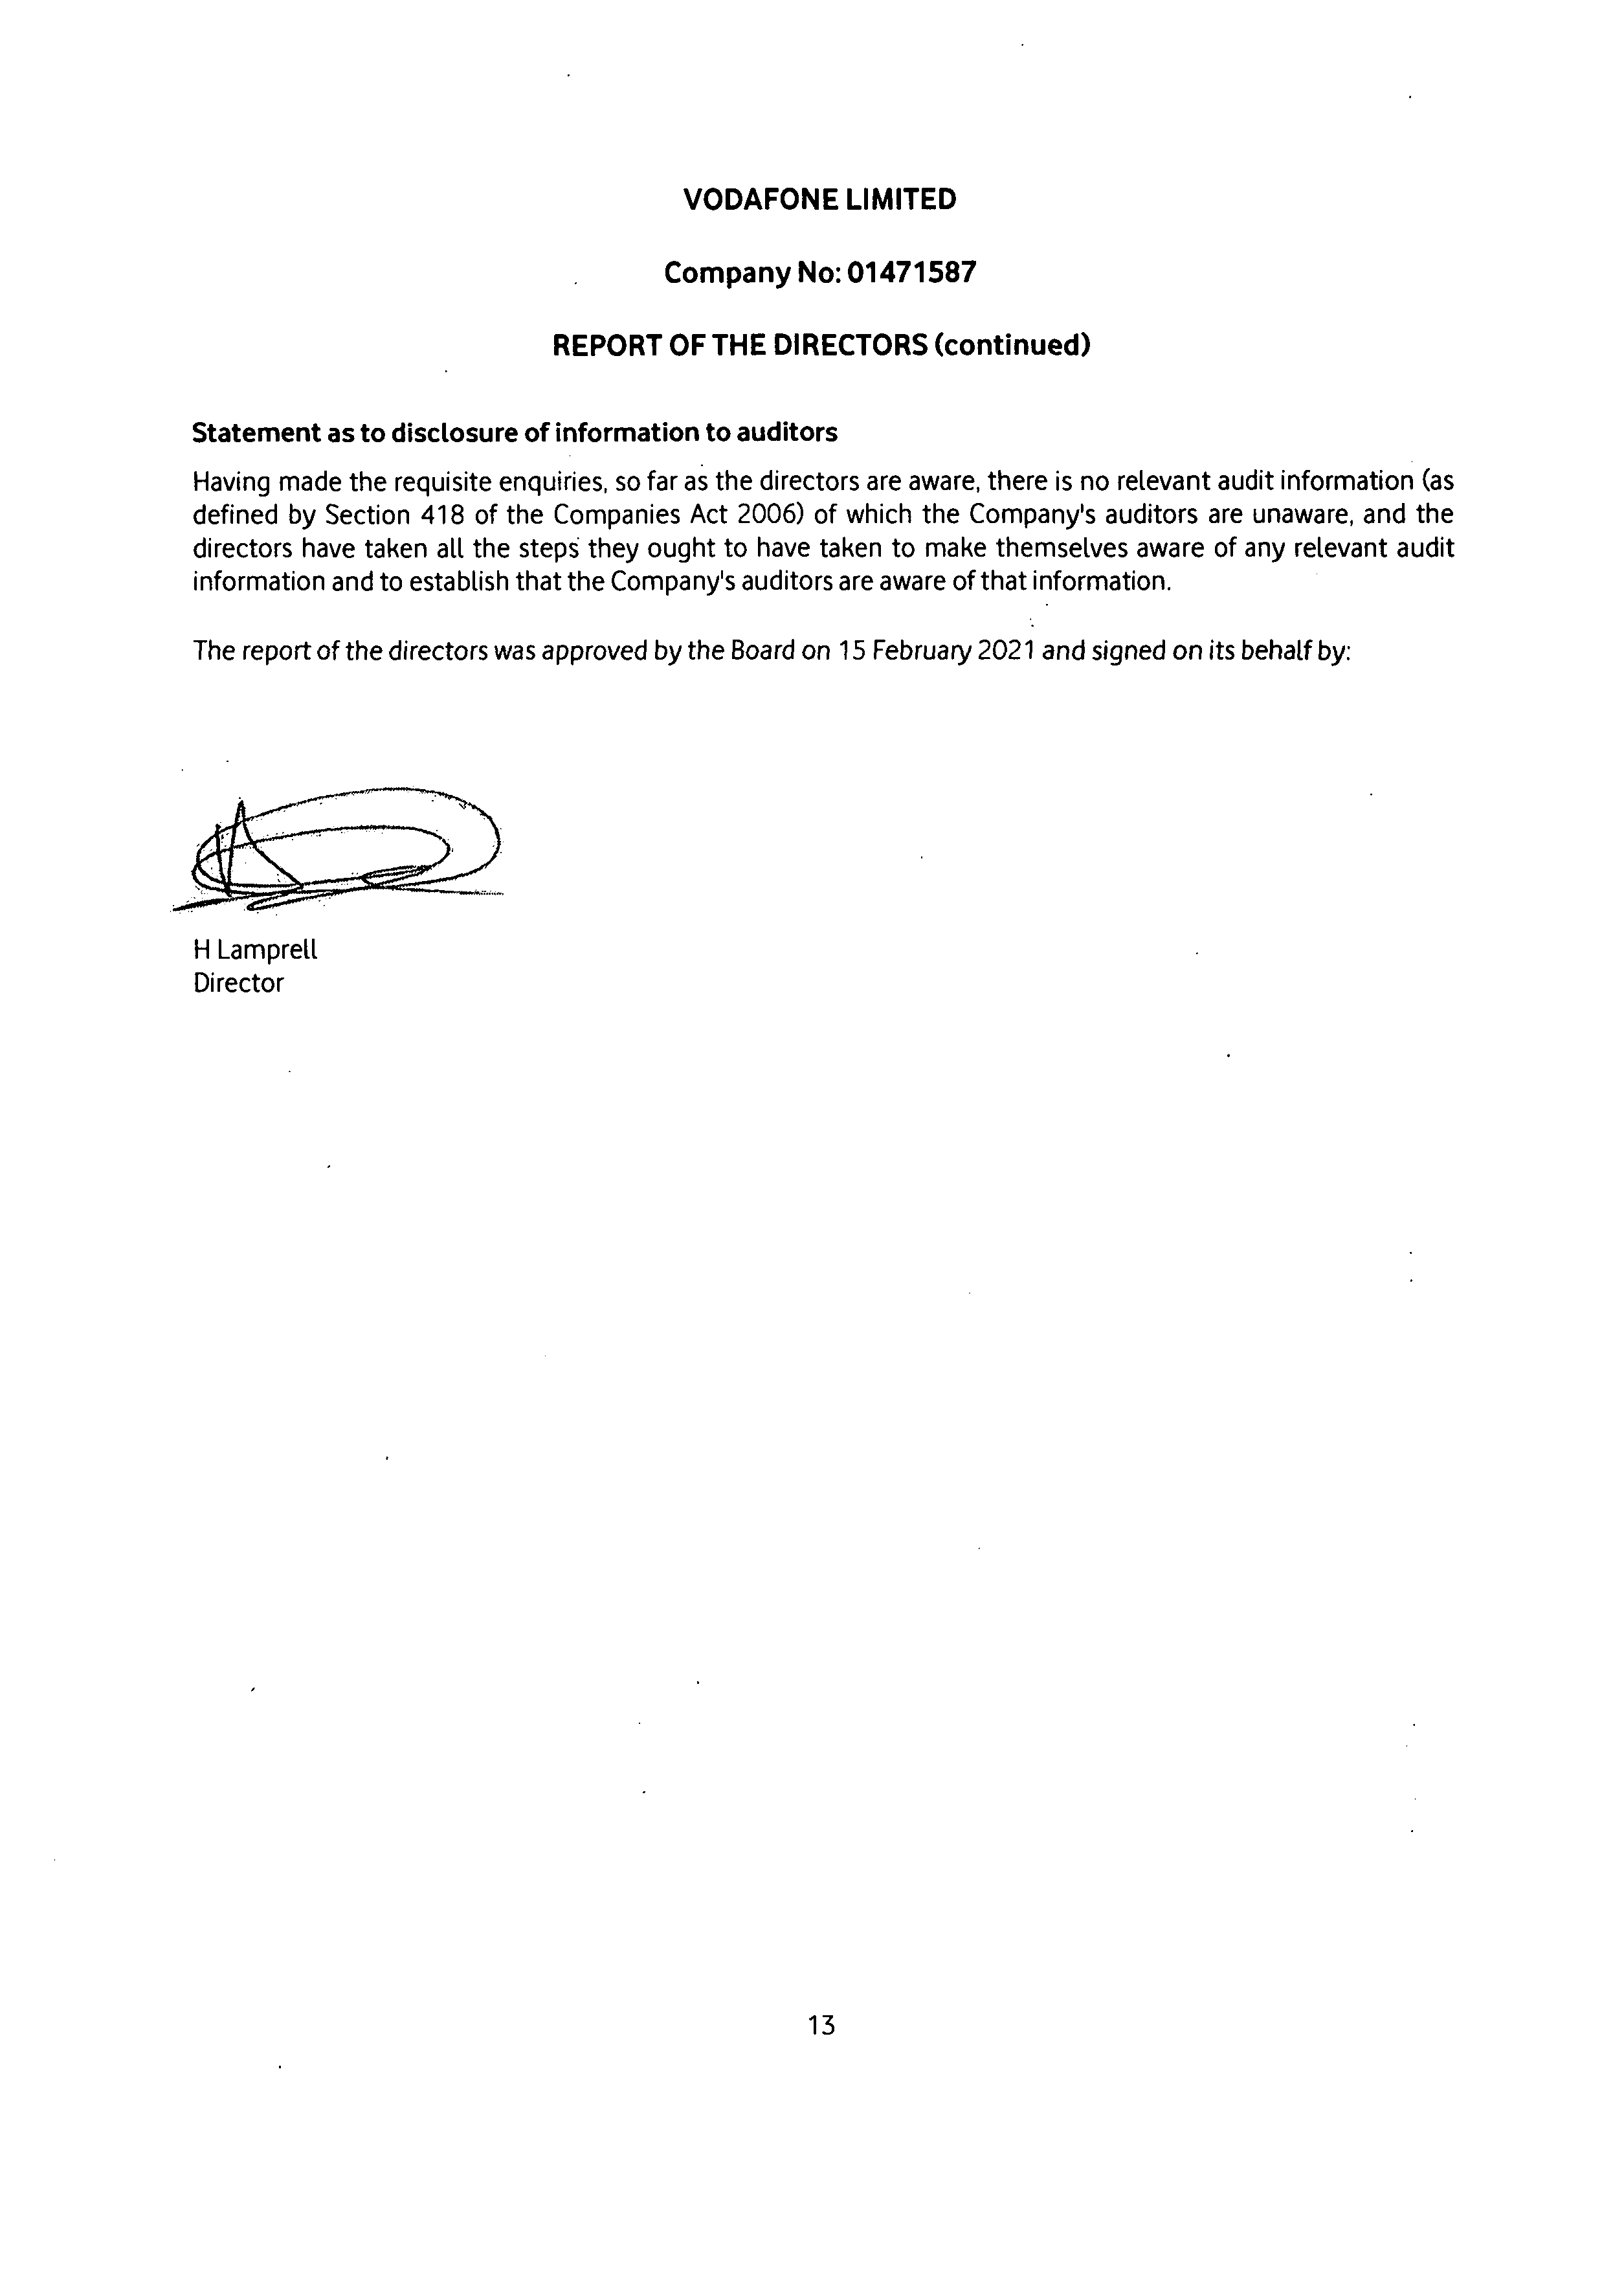 VODAFONE LIMITED
Company No: 01471587
REPORT OF THE DIRECTORS (continued)
Statement as to disclosure of information to auditors
Having made the requisite enquiries, so far as the directors are aware, there is no relevant audit information (as
defined by Section 418 of the Companies Act 2006) of which the Company's auditors are unaware, and the
directors have taken all the steps they ought to have taken to make themselves aware of any relevant audit
information and to establish that the Company's auditors are aware of that information.
The report of the directors was approved by the Board on 15 February 2021 and signed on its behalf by:
H Lamprell
Director
13